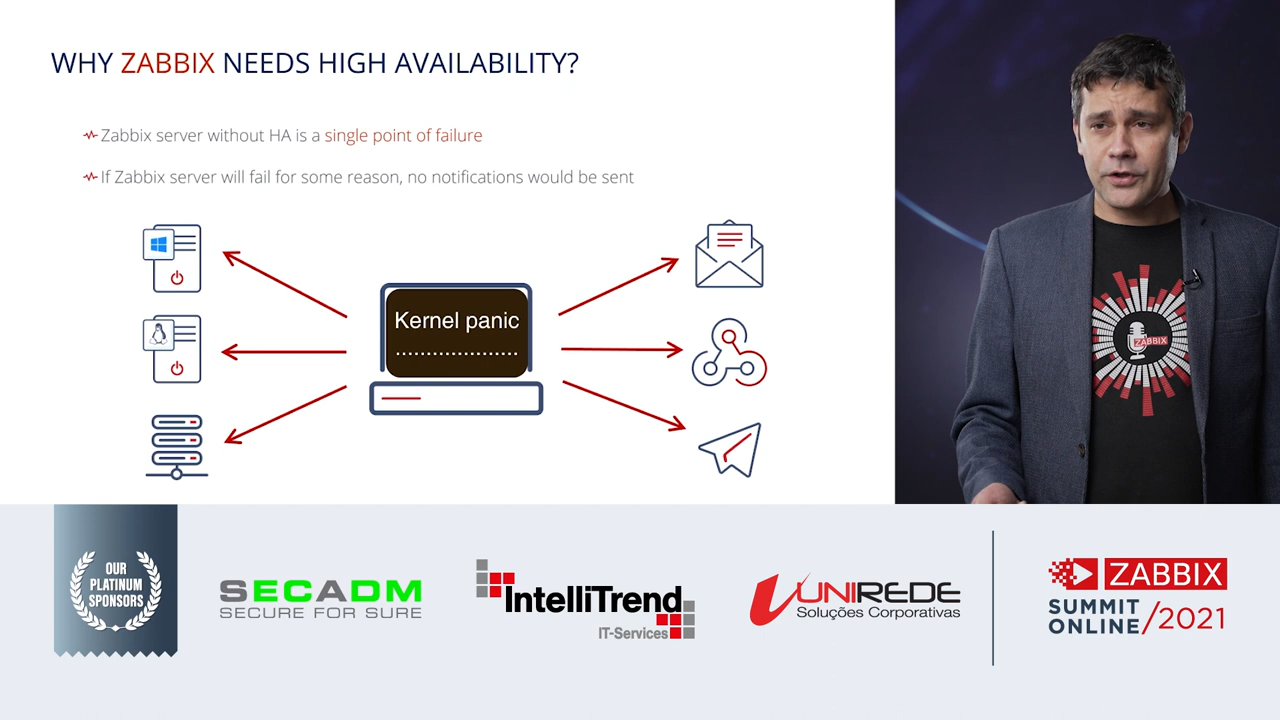 WHY ZABBIX NEEDS HIGH AVAILABILITY?
Zabbix server without HA is a single point of failure
If Zabbix server will fail for some reason, no notifications would be sent
Kernel panic
.....................
ZABBIX
OUR
PLATINUM
SPONSORS
SECADM
SECURE FOR SURE
IntelliTrend
IT-Services
UNIREDE
Soluções Corporativas
ZABBIX
SUMMIT
ONLINE/2021